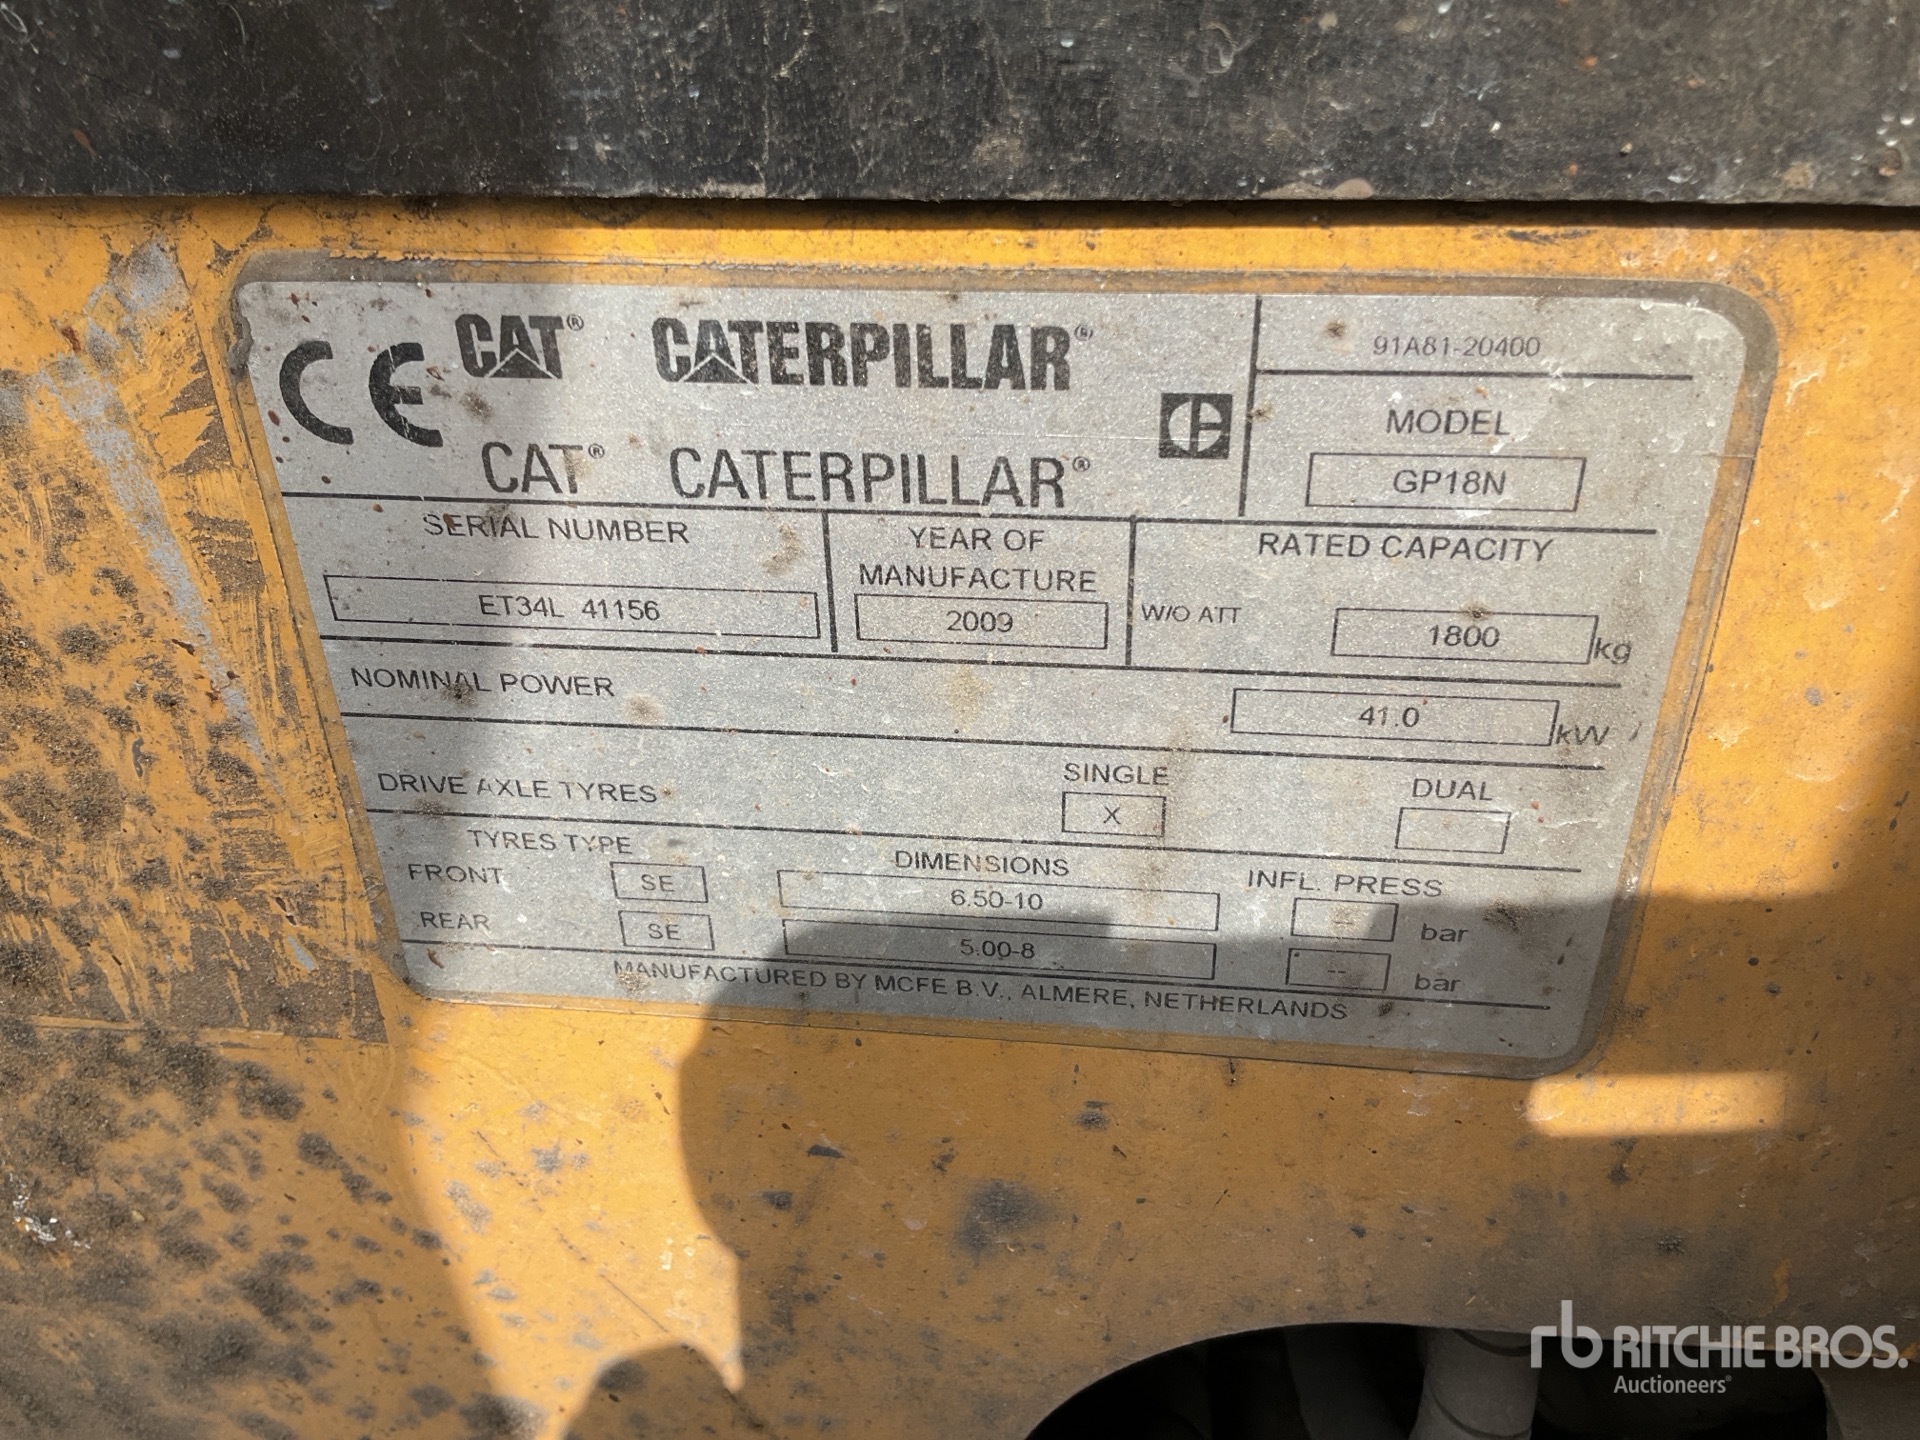 CE CAT® CATERPILLAR®
CAT® CATERPILLAR®
91A81-20400
MODEL
GP18N
SERIAL NUMBER
ET34L 41156
YEAR OF
MANUFACTURE
2009
RATED CAPACITY
W/O ATT 1800 kg
NOMINAL POWER 41.0 kW
DRIVE AXLE TYRES
SINGLE
X
DUAL
TYRES TYPE DIMENSIONS INFL. PRESS
FRONT SE 6.50-10 -- bar
REAR SE 5.00-8 -- bar
MANUFACTURED BY MCFE B.V., ALMERE, NETHERLANDS
rb RITCHIE BROS.
Auctioneers®